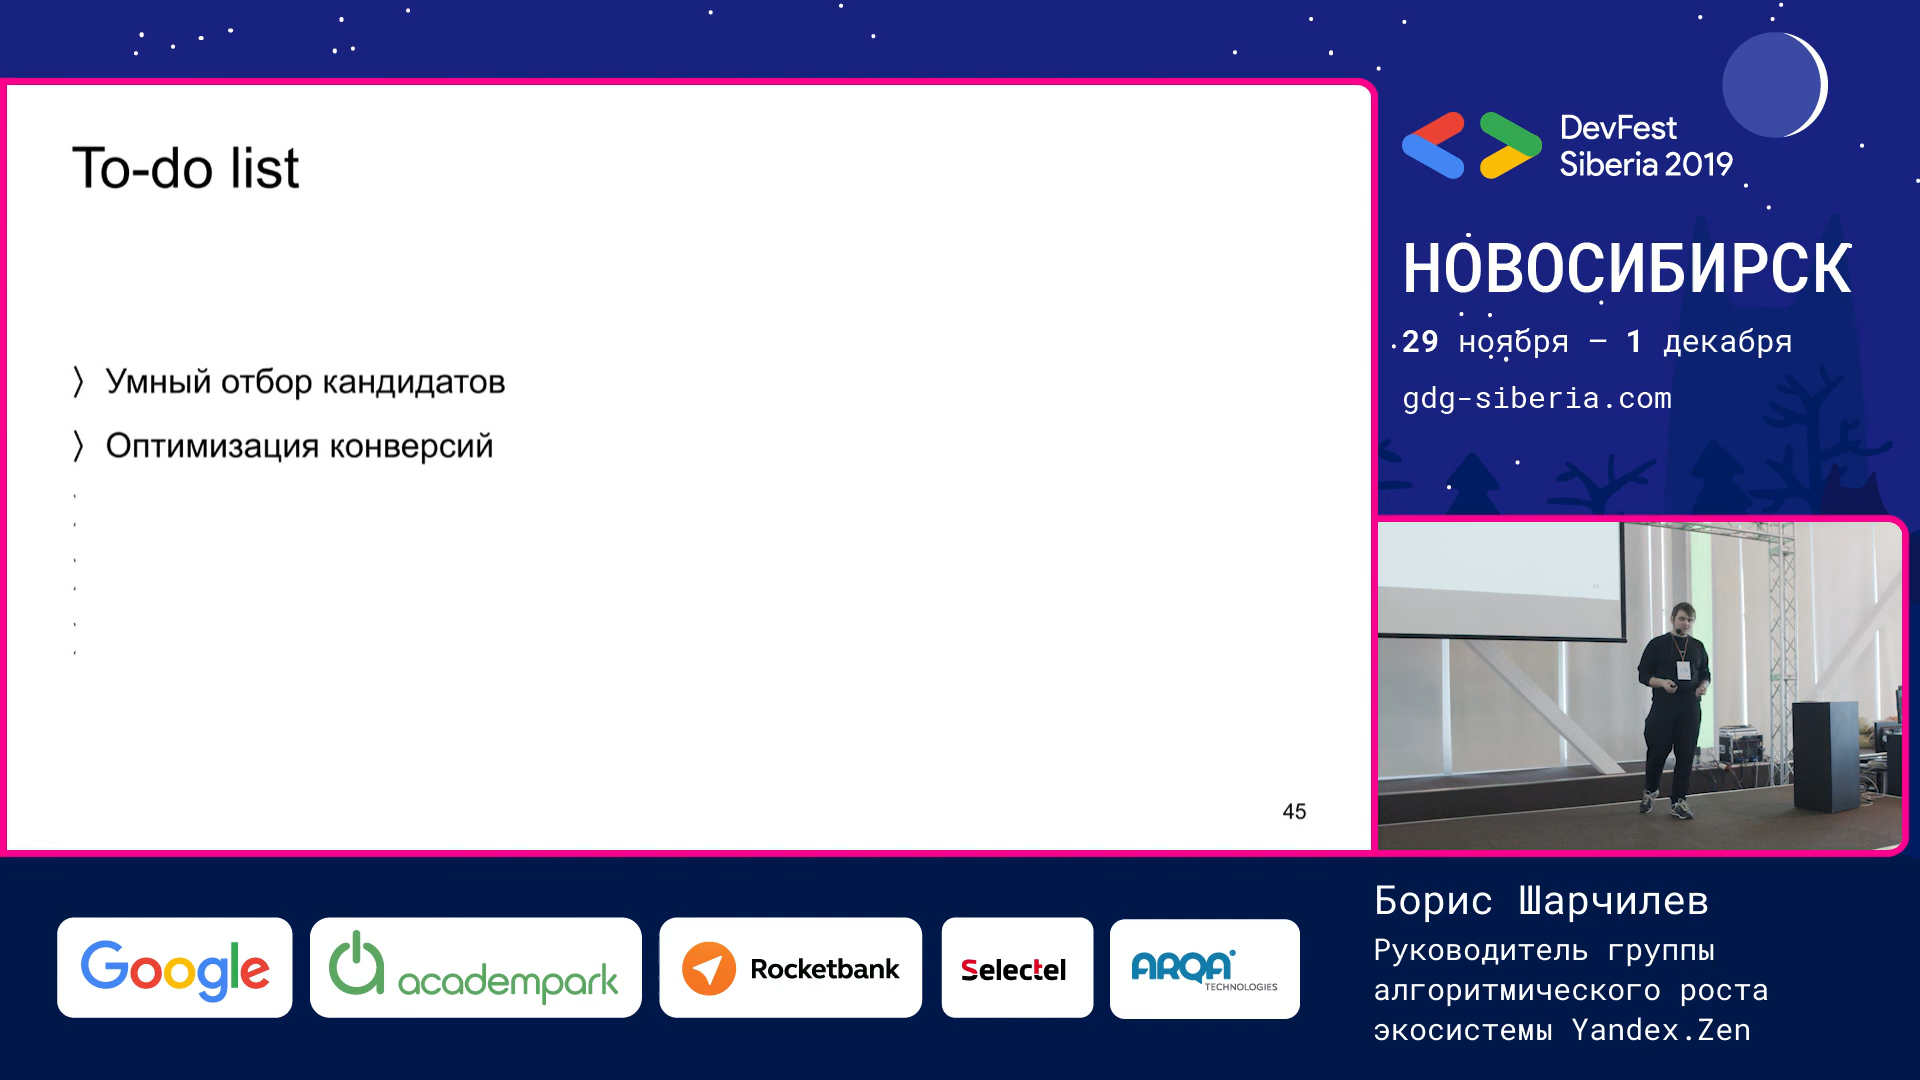 To-do list
〉 Умный отбор кандидатов
〉 Оптимизация конверсий
45
DevFest
Siberia 2019
НОВОСИБИРСК
29 ноября – 1 декабря
gdg-siberia.com
Google
academpark
Rocketbank
Selectel
ARQA
TECHNOLOGIES
Борис Шарчилев
Руководитель группы
алгоритмического роста
экосистемы Yandex.Zen